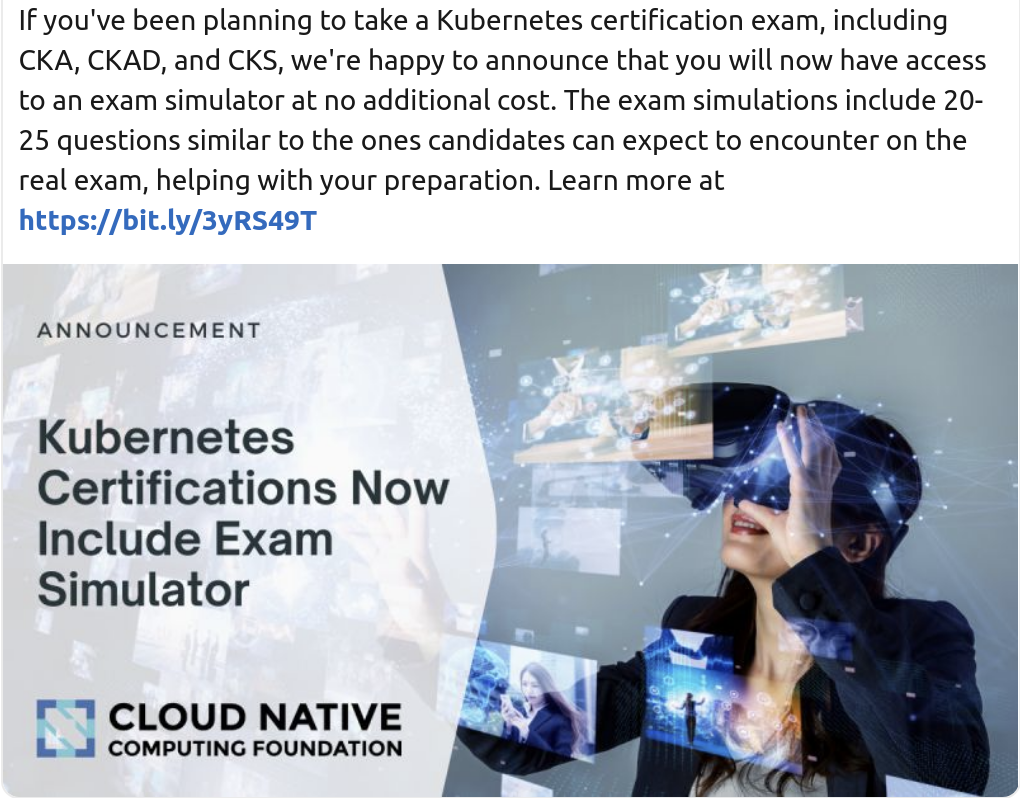 If you've been planning to take a Kubernetes certification exam, including
CKA, CKAD, and CKS, we're happy to announce that you will now have access
to an exam simulator at no additional cost. The exam simulations include 20-
25 questions similar to the ones candidates can expect to encounter on the
real exam, helping with your preparation. Learn more at
https://bit.ly/3yRS49T
ANNOUNCEMENT
Kubernetes
Certifications Now
Include Exam
Simulator
CLOUD NATIVE
COMPUTING FOUNDATION